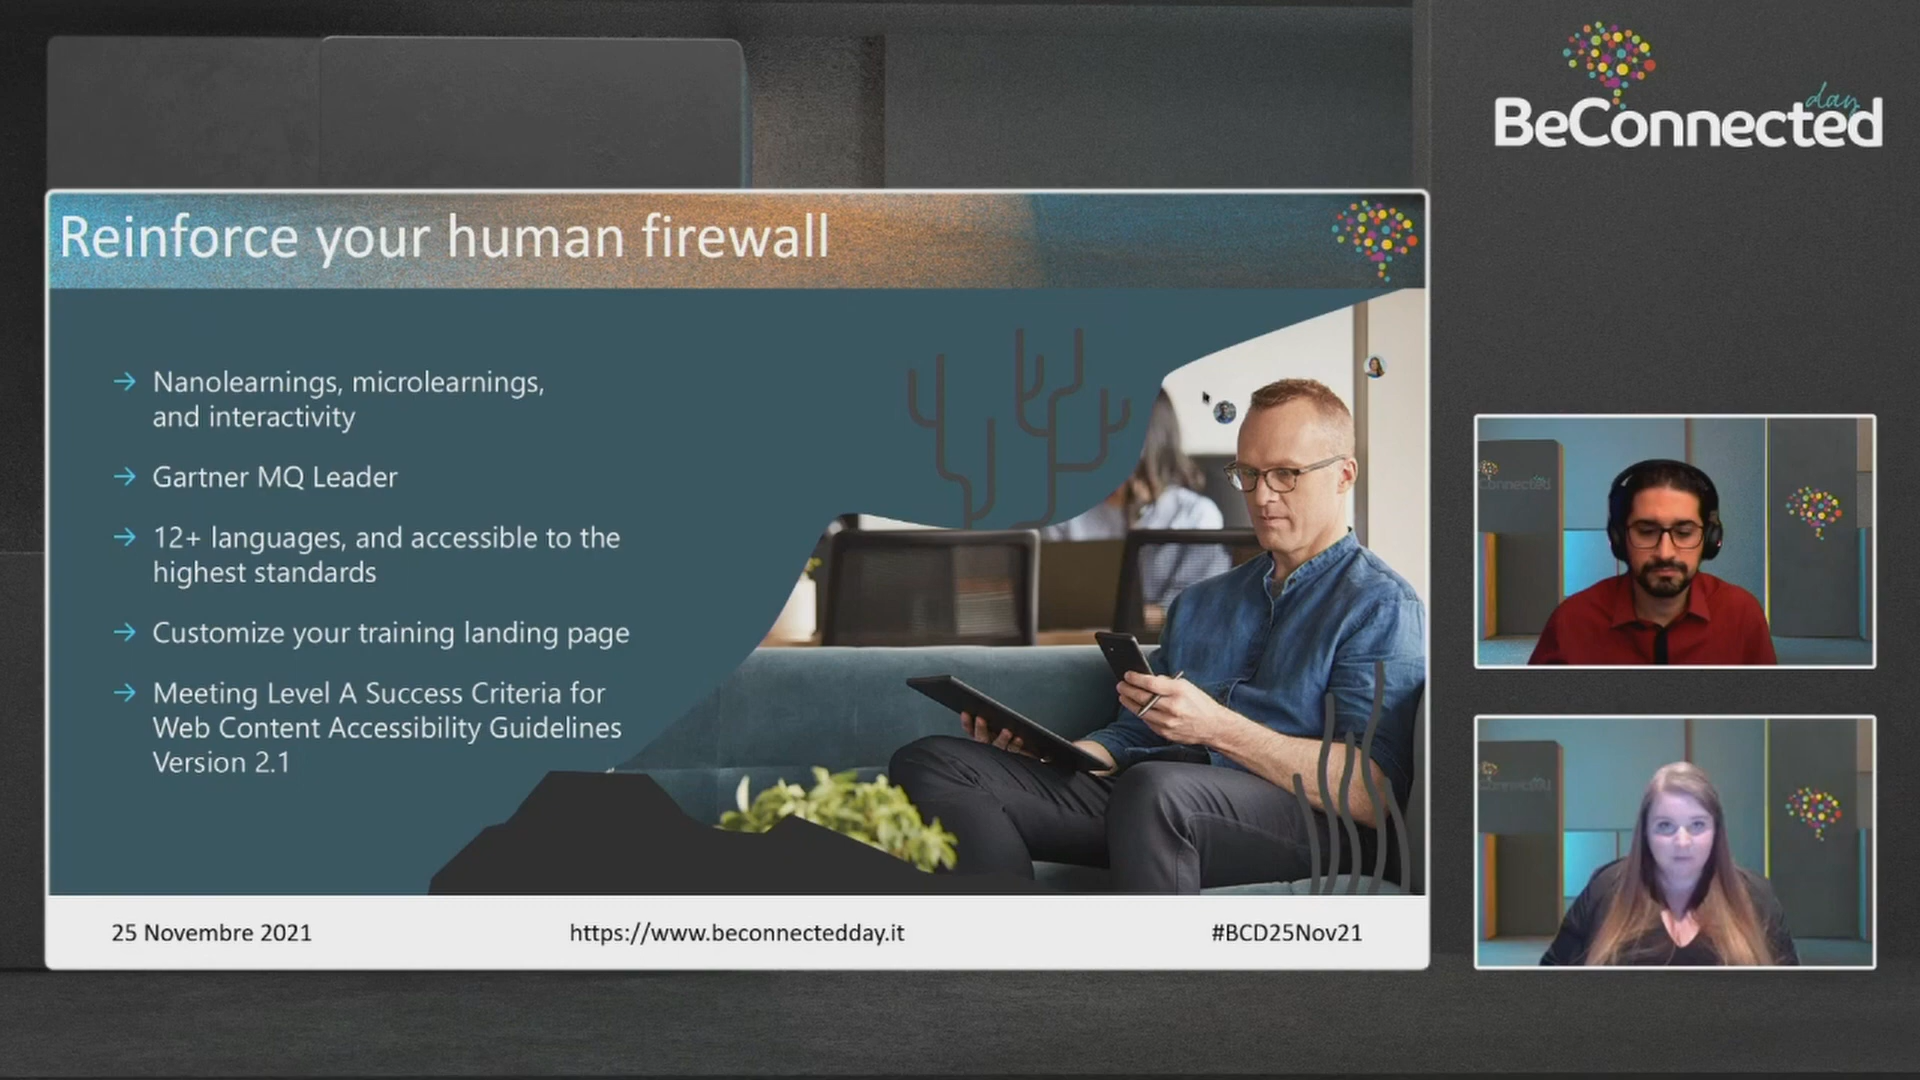 day
BeConnected
Reinforce your human firewall
→ Nanolearnings, microlearnings,
and interactivity
→ Gartner MQ Leader
→ 12+ languages, and accessible to the
highest standards
→ Customize your training landing page
→ Meeting Level A Success Criteria for
Web Content Accessibility Guidelines
Version 2.1
25 Novembre 2021
https://www.beconnectedday.it
#BCD25Nov21